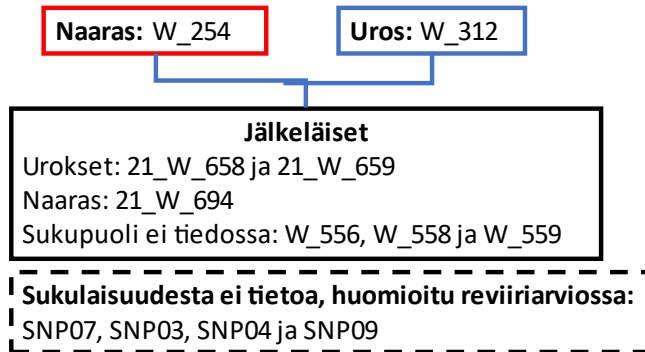 Naaras: W_254
Uros: W_312
Jälkeläiset
Urokset: 21_W_658 ja 21_W_659
Naaras: 21_W_694
Sukupuoli ei tiedossa: W_556, W_558 ja W_559
Sukulaisuudesta ei tietoa, huomioitu reviiriarviossa:
SNP07, SNP03, SNP04 ja SNP09